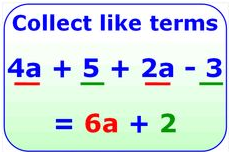 Collect like terms
4a + 5 + 2a - 3
= 6a + 2